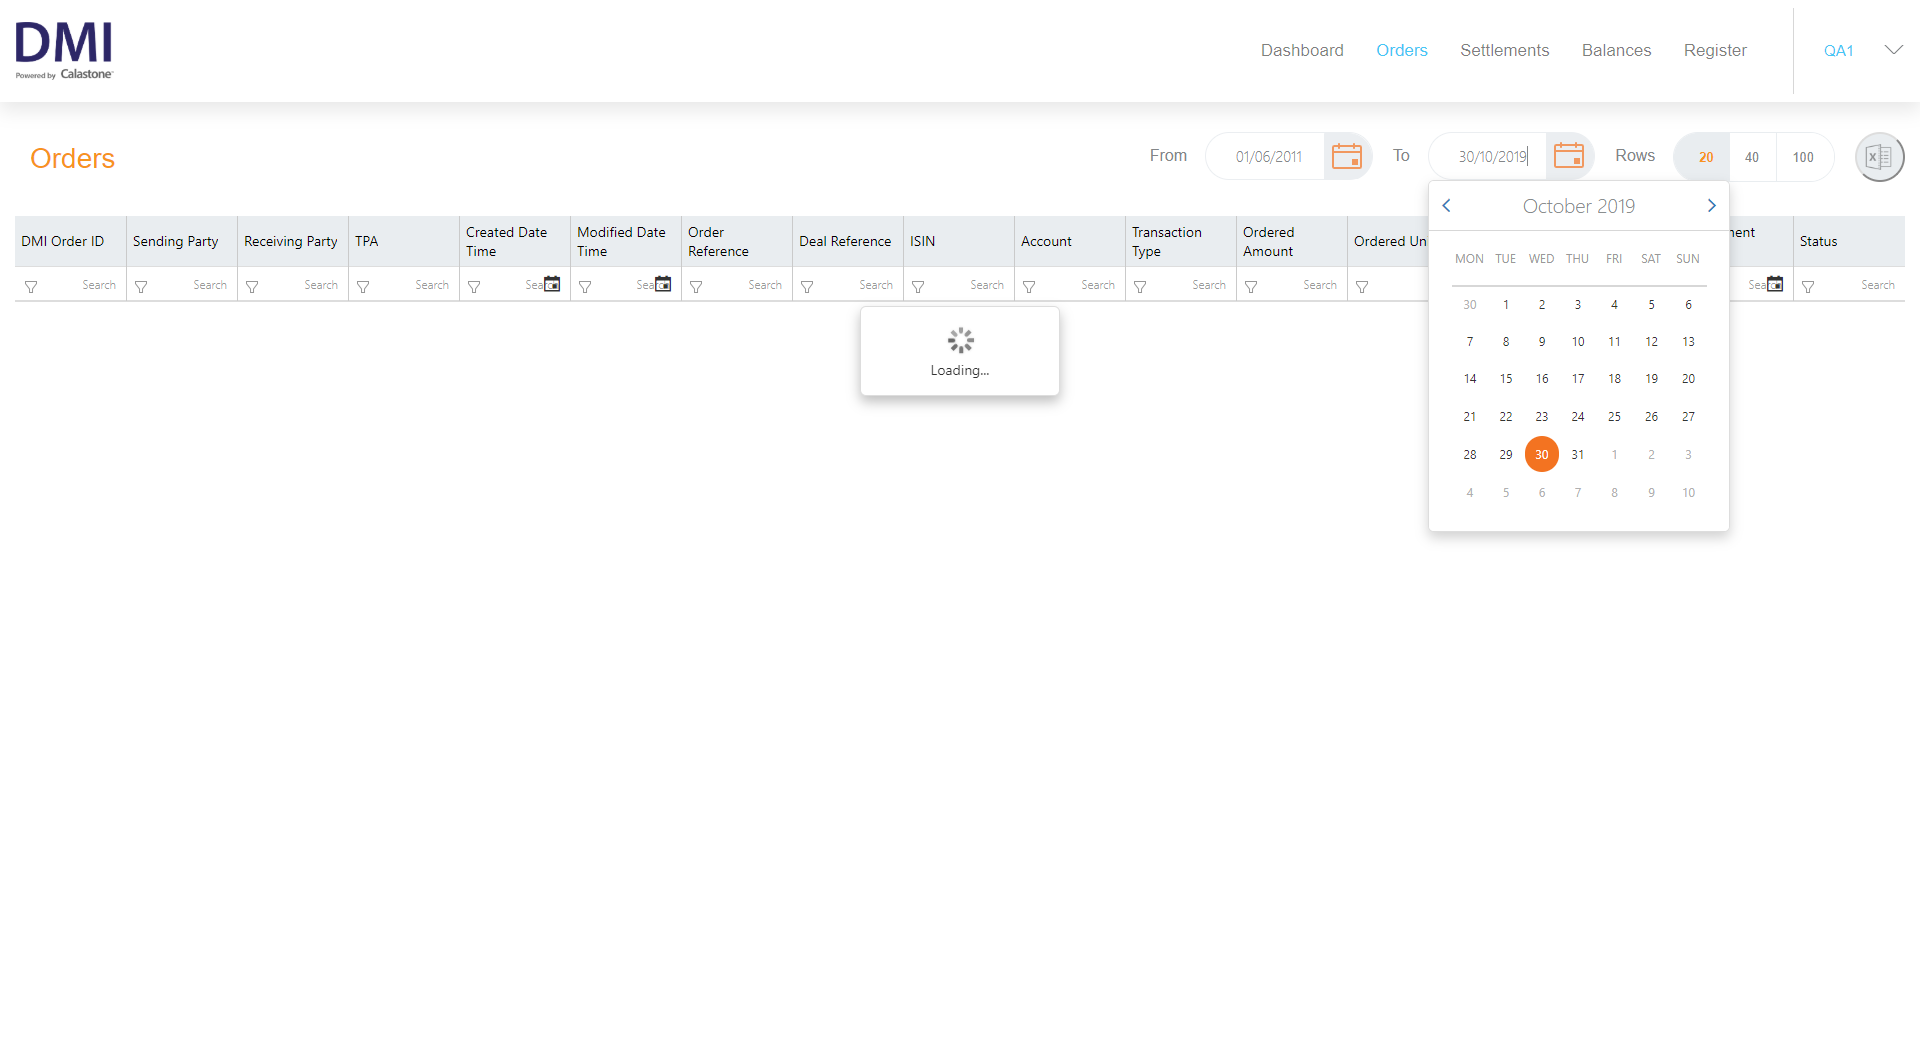 DMI
Powered by Calastone
Dashboard Orders Settlements Balances Register QA1
Orders
From 01/06/2011 To 30/10/2019 Rows 20 40 100
DMI Order ID
Sending Party
Receiving Party
TPA
Created Date
Time
Modified Date
Time
Order
Reference
Deal Reference
ISIN
Account
Transaction
Type
Ordered
Amount
Ordered Un
Status
Search Search Search Search Search Search Search Search Search Search Search Search Search Search
Loading...
October 2019
MON TUE WED THU FRI SAT SUN
30 1 2 3 4 5 6
7 8 9 10 11 12 13
14 15 16 17 18 19 20
21 22 23 24 25 26 27
28 29 30 31 1 2 3
4 5 6 7 8 9 10